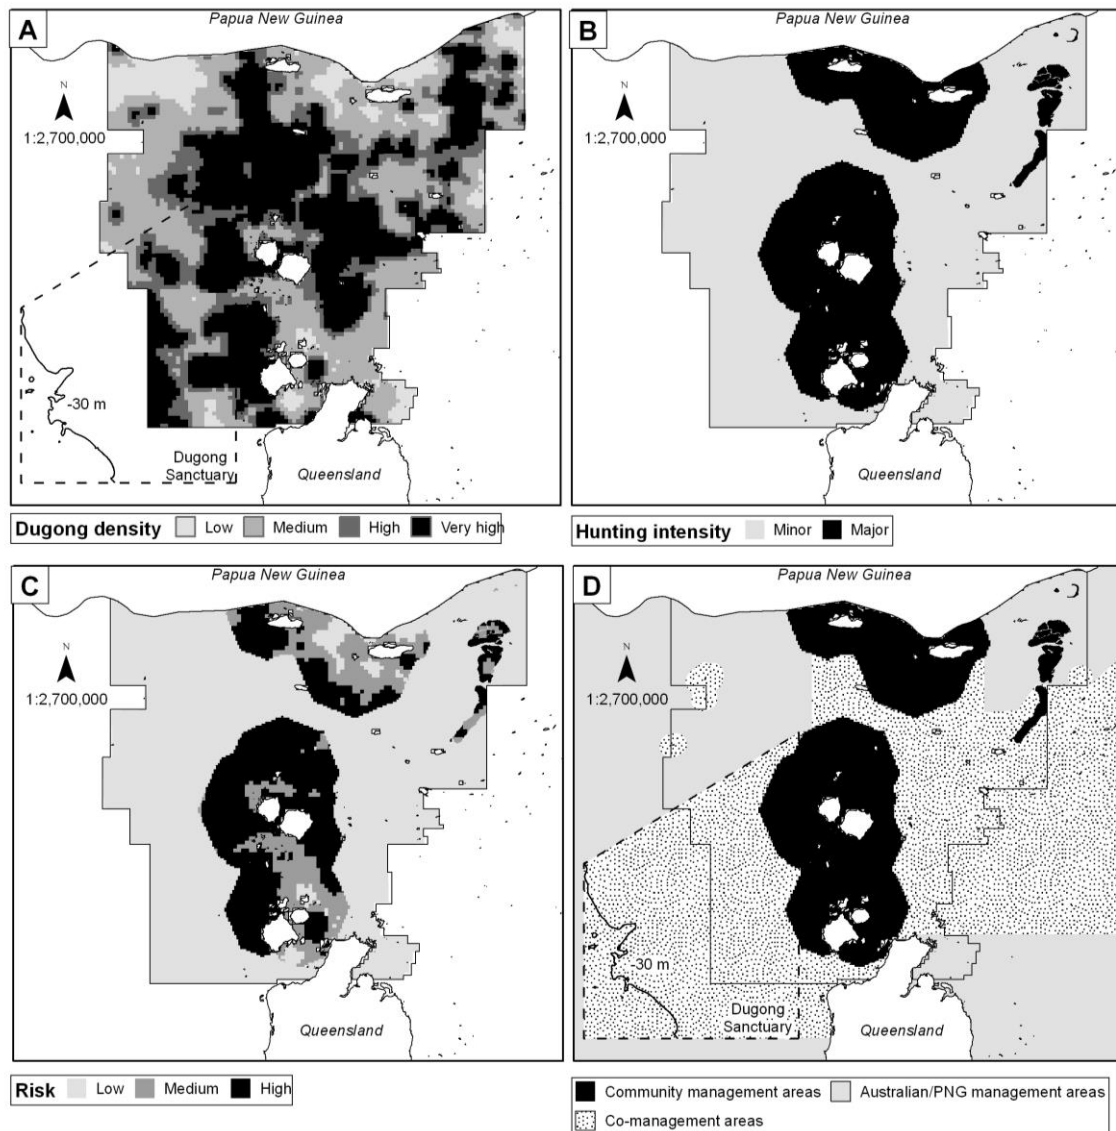 A
Papua New Guinea
N
1:2,700,000
-30 m
Dugong
Sanctuary
Queensland
Dugong density Low Medium High Very high
B
Papua New Guinea
N
1:2,700,000
Queensland
Hunting intensity Minor Major
C
Papua New Guinea
N
1:2,700,000
Queensland
Risk Low Medium High
D
Papua New Guinea
N
1:2,700,000
-30 m
Dugong
Sanctuary
Queensland
Community management areas Australian/PNG management areas
Co-management areas